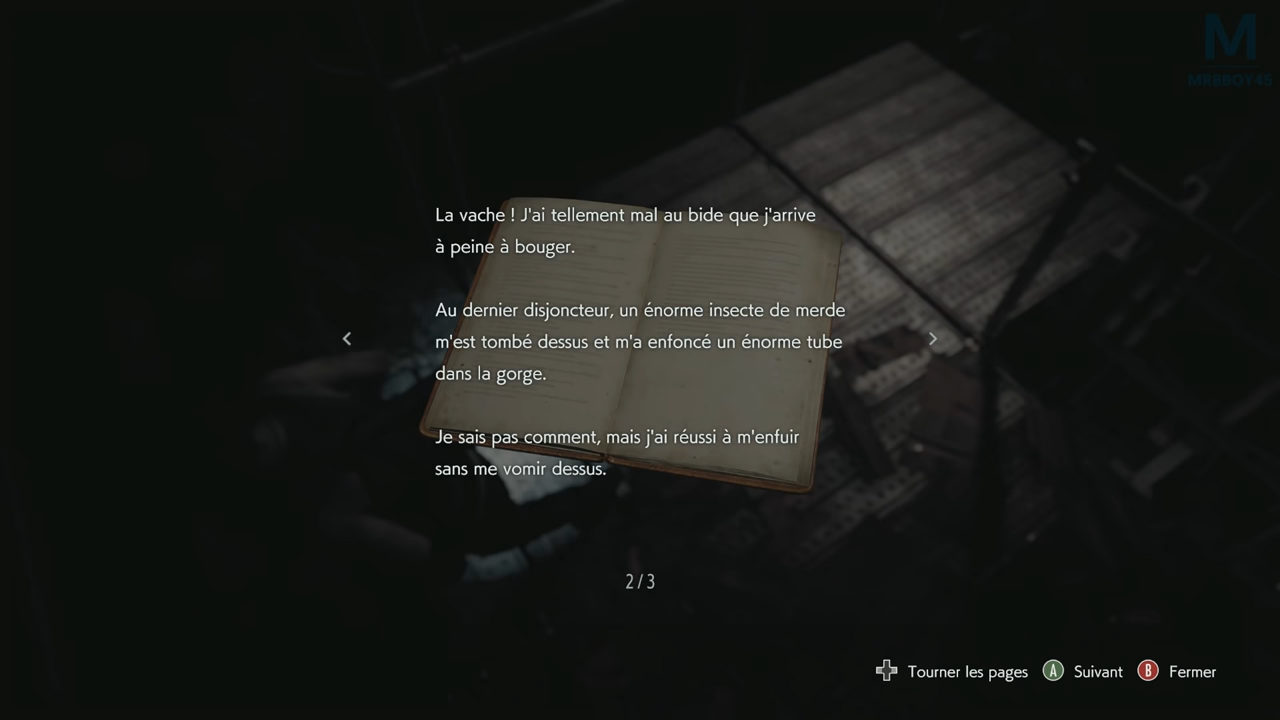 M
MRBBOY45
La vache ! J'ai tellement mal au bide que j'arrive
à peine à bouger.
Au dernier disjoncteur, un énorme insecte de merde
m'est tombé dessus et m'a enfoncé un énorme tube
dans la gorge.
Je sais pas comment, mais j'ai réussi à m'enfuir
sans me vomir dessus.
2 / 3
Tourner les pages A Suivant B Fermer